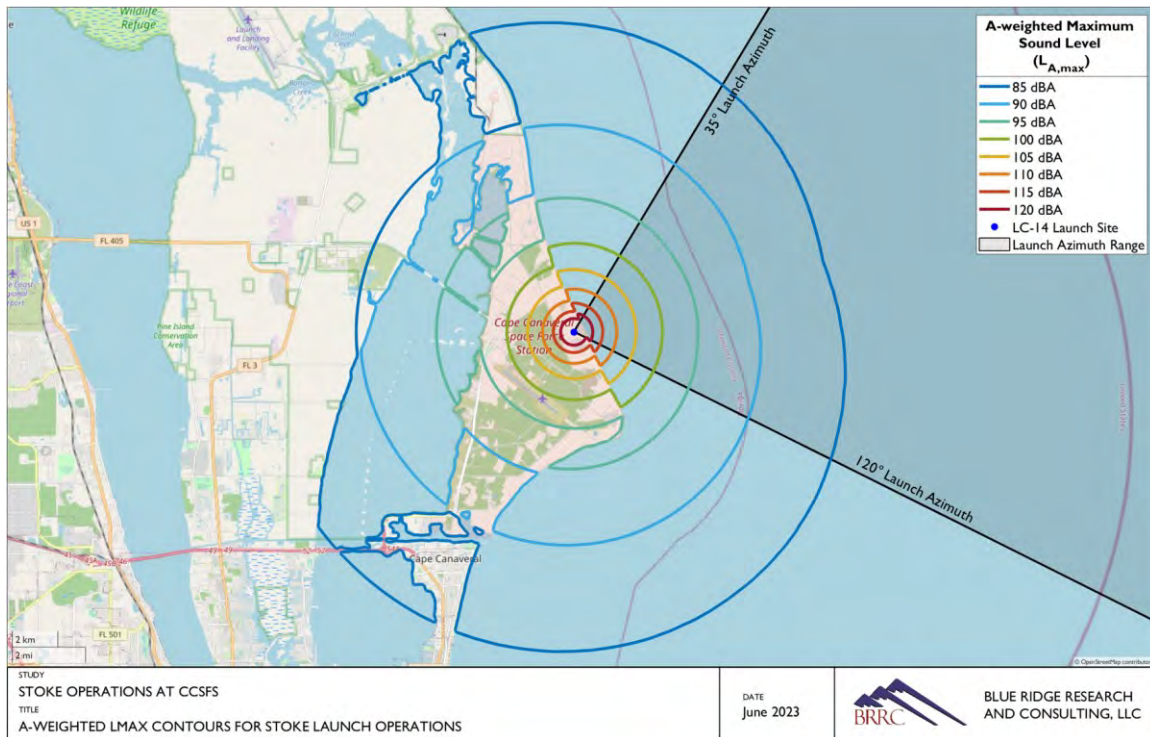 Wildlife
Refuge
Launch
and Landing
Facility
A-weighted Maximum
Sound Level
(L_A,max)
85 dBA
90 dBA
95 dBA
100 dBA
105 dBA
110 dBA
115 dBA
120 dBA
LC-14 Launch Site
Launch Azimuth Range
35° Launch Azimuth
US 1
FL 405
Pine Island
Conservation
Area
FL 3
Cape Canaveral
Space Force
Station
120° Launch Azimuth
Cape Canaveral
FL 501
2 km
2 mi
© OpenStreetMap contributors
STUDY
STOKE OPERATIONS AT CCSFS
TITLE
A-WEIGHTED LMAX CONTOURS FOR STOKE LAUNCH OPERATIONS
DATE
June 2023
BRRC
BLUE RIDGE RESEARCH
AND CONSULTING, LLC